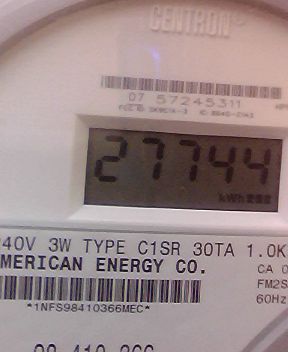 CENTRON®
07 57245311
27744
kWh
40V 3W TYPE C1SR 30TA 1.0K
MERICAN ENERGY CO.
CA 0
FM2S
60Hz
*1NFS98410366MEC*